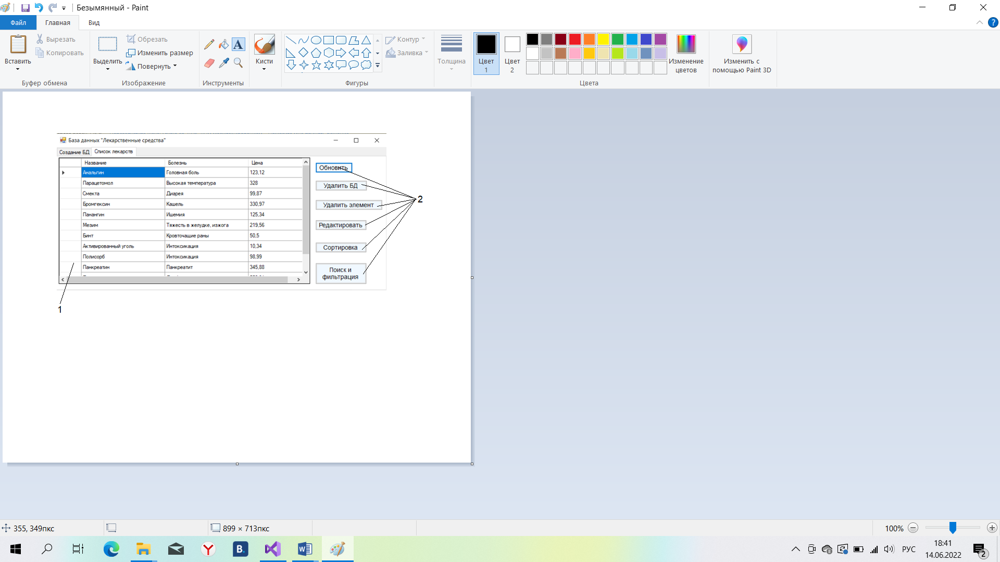 Безымянный - Paint
Файл Главная Вид
Вставить
Вырезать
Копировать
Буфер обмена
Выделить
Обрезать
Изменить размер
Повернуть
Изображение
A
Инструменты
Кисти
Фигуры
Контур
Заливка
Толщина
Цвет 1
Цвет 2
Цвета
Изменение цветов
Изменить с помощью Paint 3D
База данных "Лекарственные средства"
Создание БД Список лекарств
Название Болезнь Цена
Анальгин Головная боль 123,12
Парацетомол Высокая температура 328
Смекта Диарея 99,87
Бромгексин Кашель 330,97
Панангин Ишемия 125,34
Мезим Тяжесть в желудке, изжога 219,56
Бинт Кровточащие раны 50,5
Активированный уголь Интоксикация 10,34
Полисорб Интоксикация 98,99
Панкреатин Панкреатит 345,88
Обновить
Удалить БД
Удалить элемент
Редактировать
Сортировка
Поиск и
фильтрация
2
1
355, 349пкс 899 × 713пкс 100%
B. W РУС 18:41
14.06.2022
2